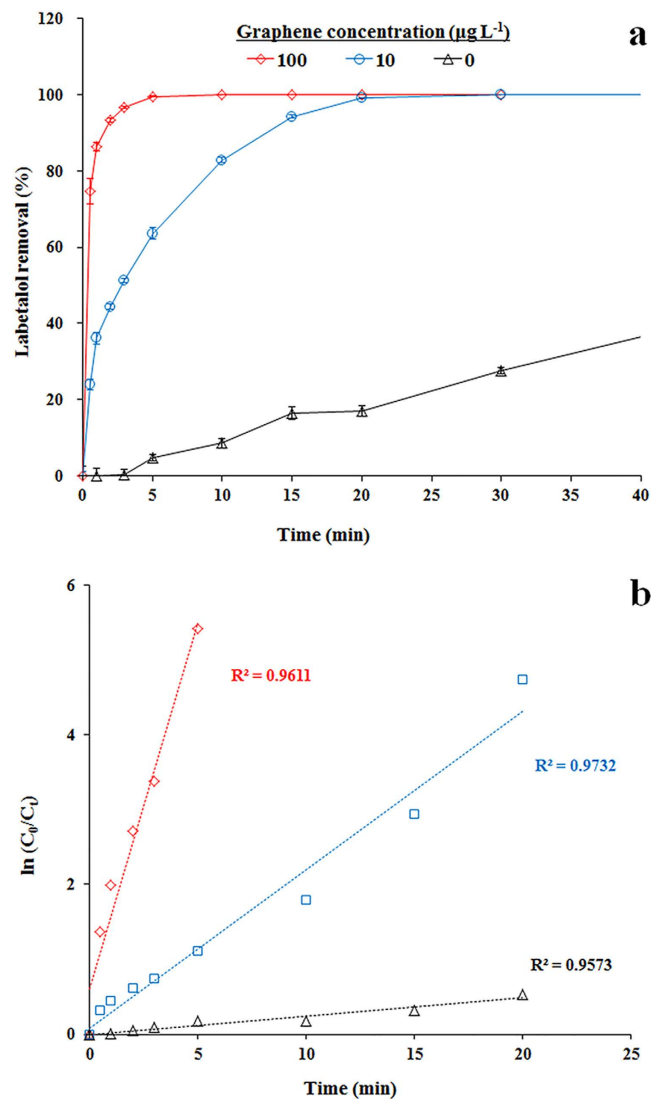 Graphene concentration (µg L-1)
100 10 0
a
120
100
80
60
40
20
0
Labetalol removal (%)
0 5 10 15 20 25 30 35 40
Time (min)
b
6
4
2
0
ln (C0/Ct)
R² = 0.9611
R² = 0.9732
R² = 0.9573
0 5 10 15 20 25
Time (min)